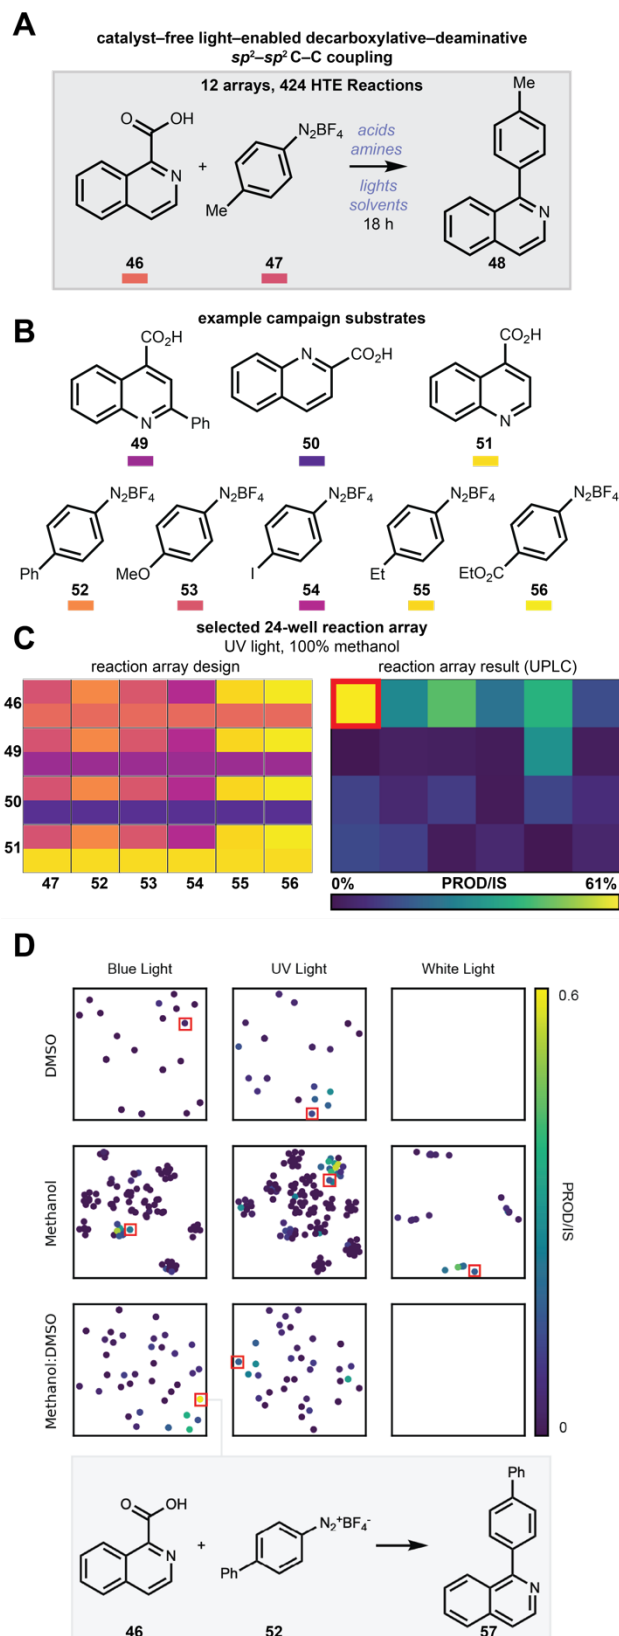 A
catalyst–free light–enabled decarboxylative–deaminative
sp²–sp² C–C coupling
12 arrays, 424 HTE Reactions
O
OH
N
+
N₂BF₄
Me
acids
amines
lights
solvents
18 h
Me
N
46
47
48
B
example campaign substrates
CO₂H
N
Ph
N
CO₂H
CO₂H
N
49
50
51
N₂BF₄
N₂BF₄
N₂BF₄
N₂BF₄
N₂BF₄
Ph
MeO
I
Et
EtO₂C
52
53
54
55
56
C
selected 24-well reaction array
UV light, 100% methanol
reaction array design
reaction array result (UPLC)
46
49
50
51
47 52 53 54 55 56
0% PROD/IS 61%
D
Blue Light
UV Light
White Light
DMSO
Methanol
Methanol:DMSO
0.6
PROD/IS
0
O
OH
N
+
N₂⁺BF₄⁻
Ph
Ph
N
46
52
57